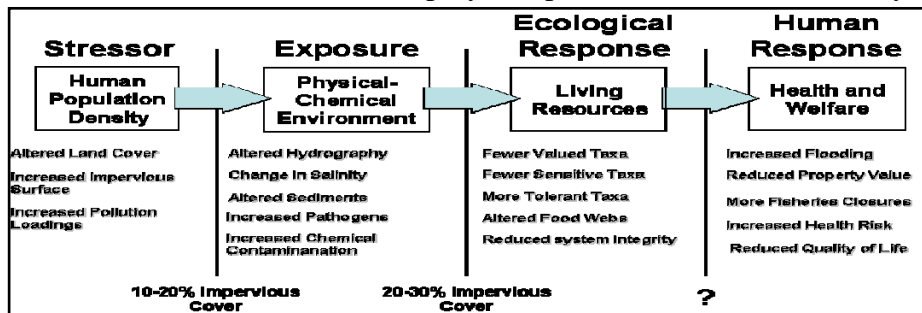 Stressor
Human
Population
Density
Altered Land Cover
Increased Impervious
Surface
Increased Pollution
Loadings
10-20% Impervious
Cover
Exposure
Physical-
Chemical
Environment
Altered Hydrography
Change in Salinity
Altered Sediments
Increased Pathogens
Increased Chemical
Contaminanation
20-30% Impervious
Cover
Ecological
Response
Living
Resources
Fewer Valued Taxa
Fewer Sensitive Taxa
More Tolerant Taxa
Altered Food Webs
Reduced system Integrity
?
Human
Response
Health and
Welfare
Increased Flooding
Reduced Property Value
More Fisheries Closures
Increased Health Risk
Reduced Quality of Life